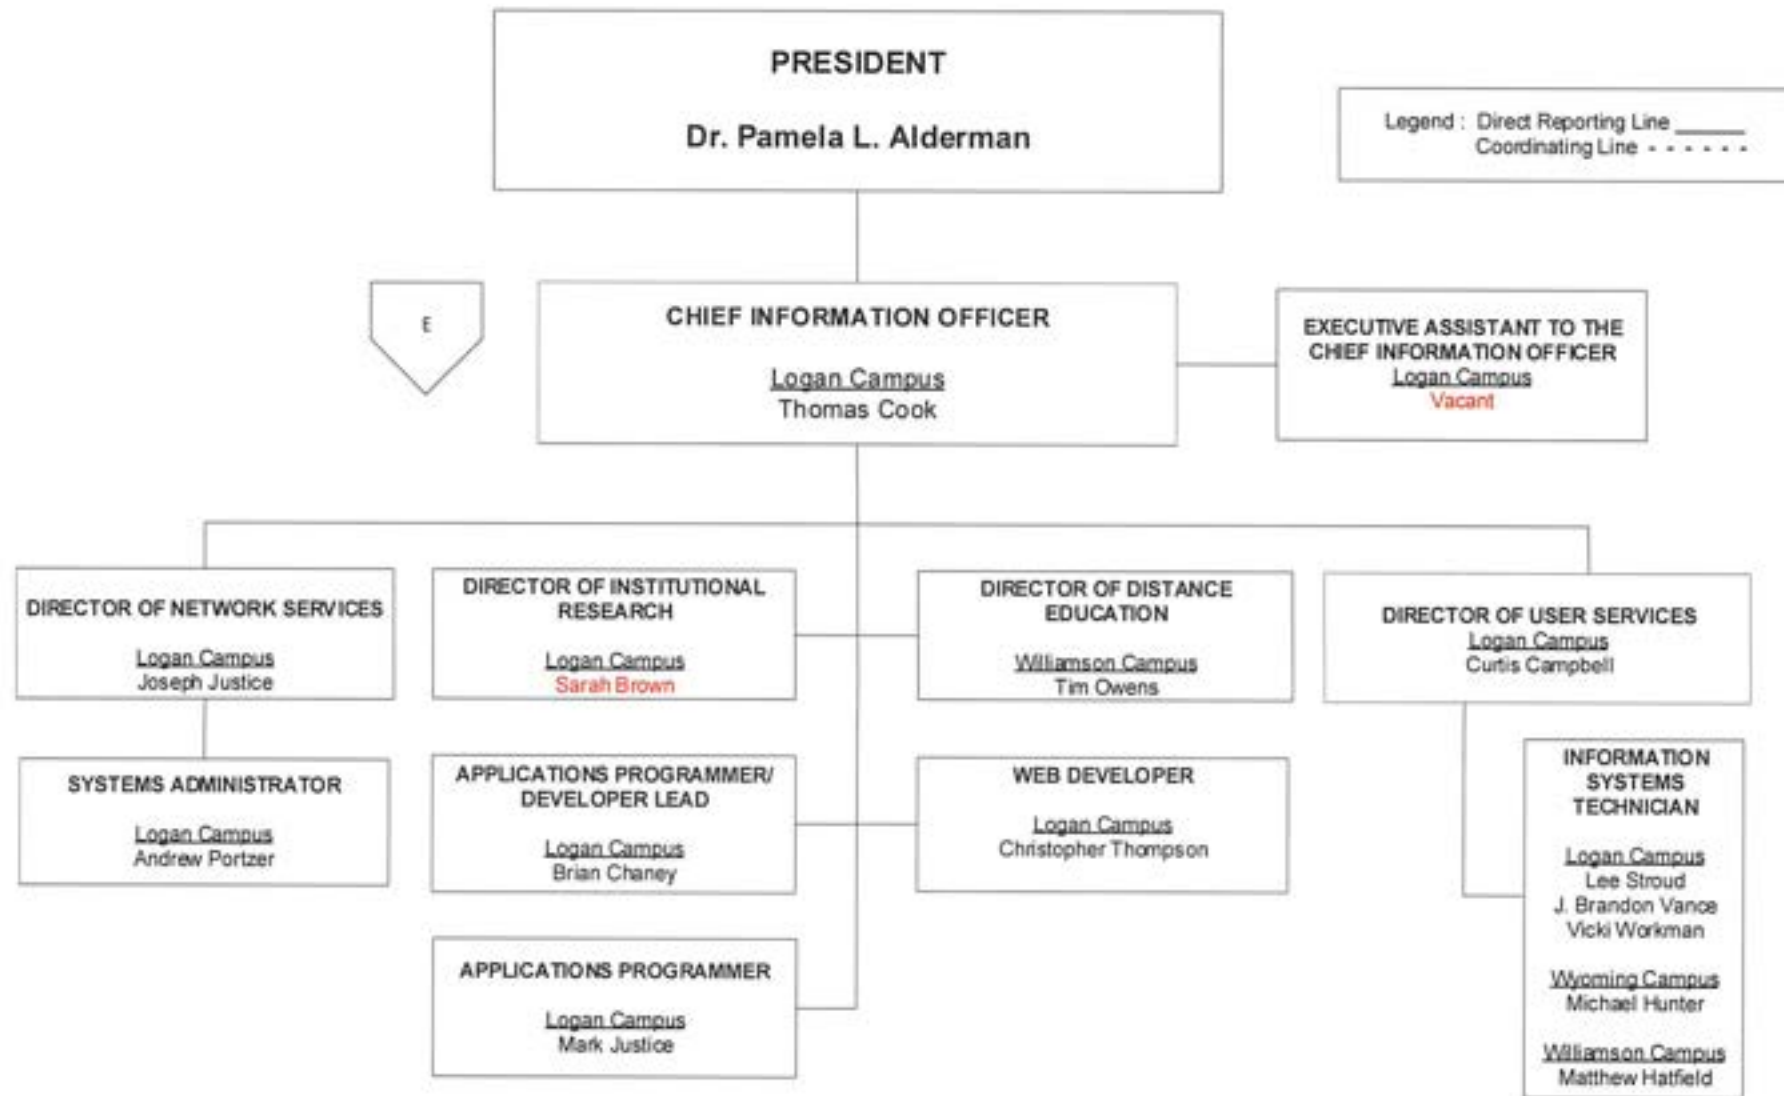 PRESIDENT
Dr. Pamela L. Alderman
Legend : Direct Reporting Line ______
Coordinating Line - - - - - -
E
CHIEF INFORMATION OFFICER
Logan Campus
Thomas Cook
EXECUTIVE ASSISTANT TO THE
CHIEF INFORMATION OFFICER
Logan Campus
Vacant
DIRECTOR OF NETWORK SERVICES
Logan Campus
Joseph Justice
DIRECTOR OF INSTITUTIONAL
RESEARCH
Logan Campus
Sarah Brown
DIRECTOR OF DISTANCE
EDUCATION
Williamson Campus
Tim Owens
DIRECTOR OF USER SERVICES
Logan Campus
Curtis Campbell
SYSTEMS ADMINISTRATOR
Logan Campus
Andrew Portzer
APPLICATIONS PROGRAMMER/
DEVELOPER LEAD
Logan Campus
Brian Chaney
WEB DEVELOPER
Logan Campus
Christopher Thompson
INFORMATION
SYSTEMS
TECHNICIAN
Logan Campus
Lee Stroud
J. Brandon Vance
Vicki Workman
Wyoming Campus
Michael Hunter
Williamson Campus
Matthew Hatfield
APPLICATIONS PROGRAMMER
Logan Campus
Mark Justice